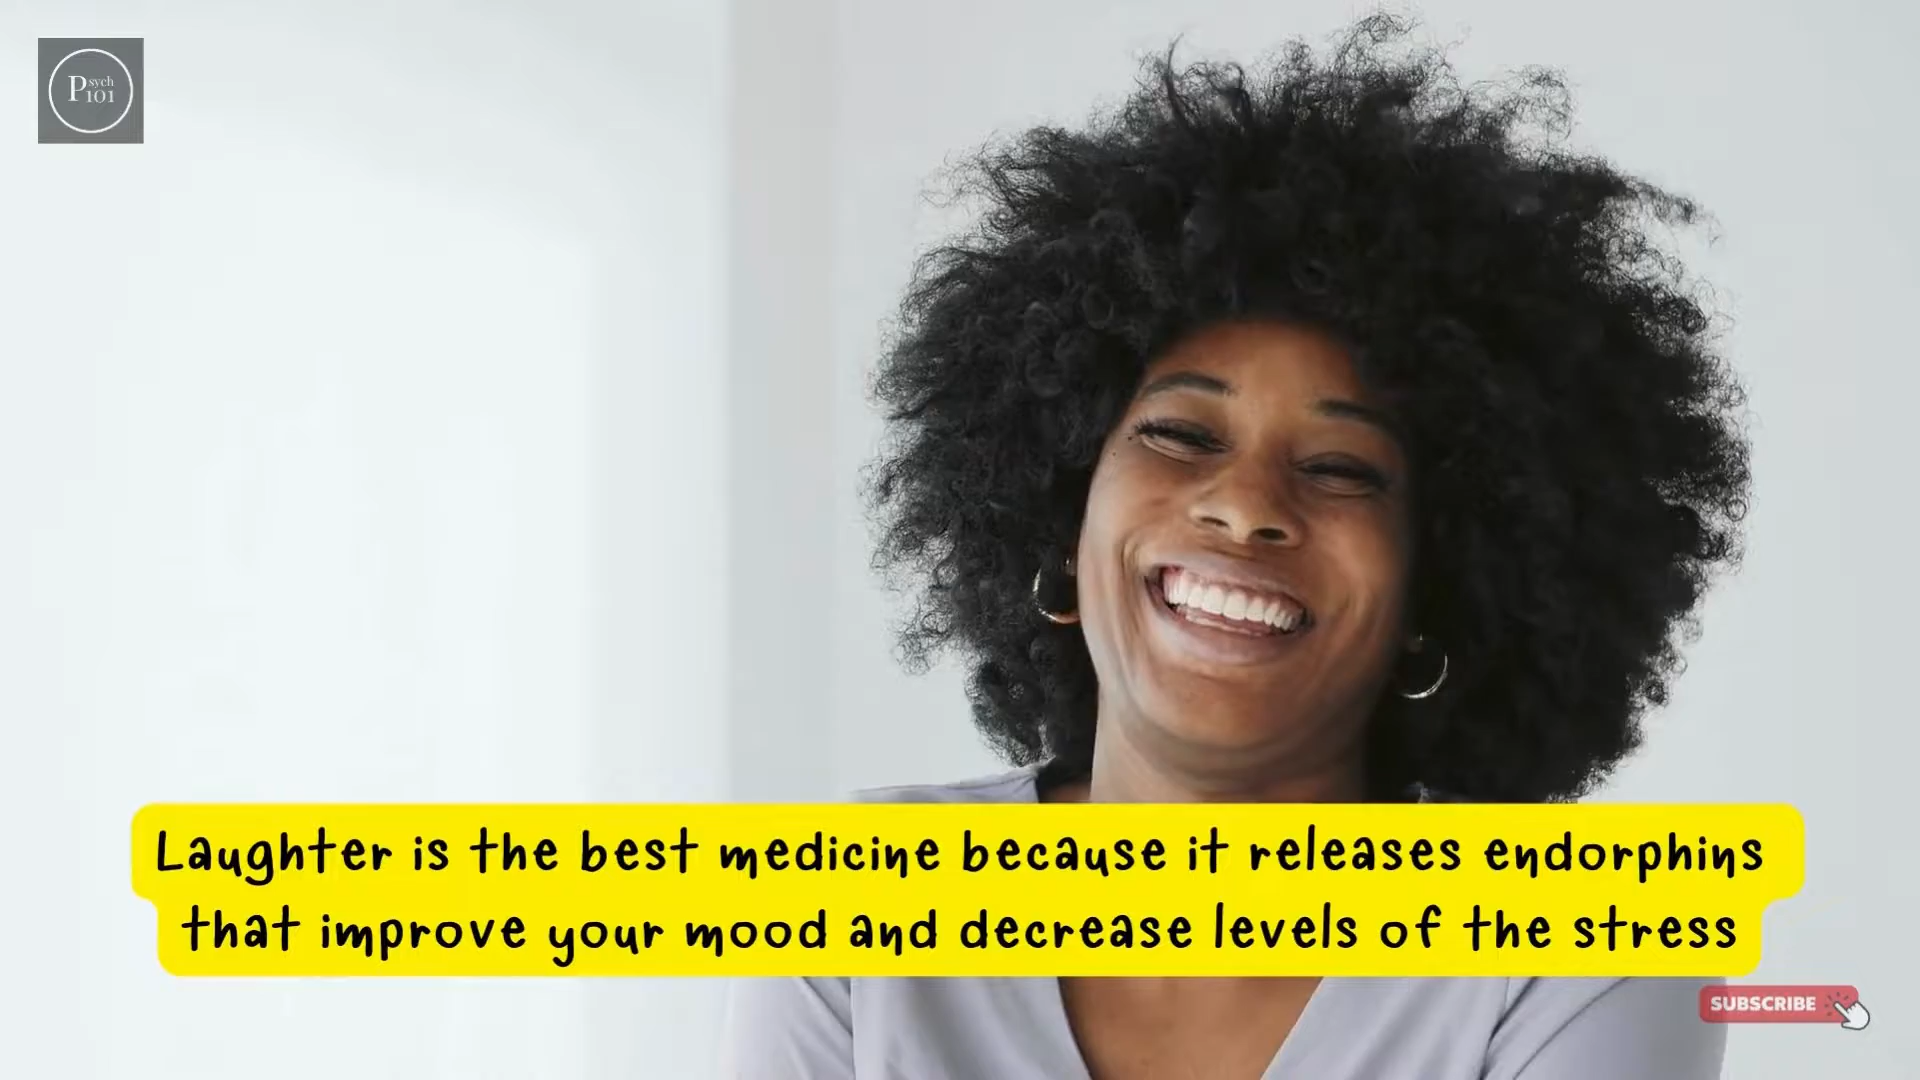 Psych
101
Laughter is the best medicine because it releases endorphins
that improve your mood and decrease levels of the stress
SUBSCRIBE